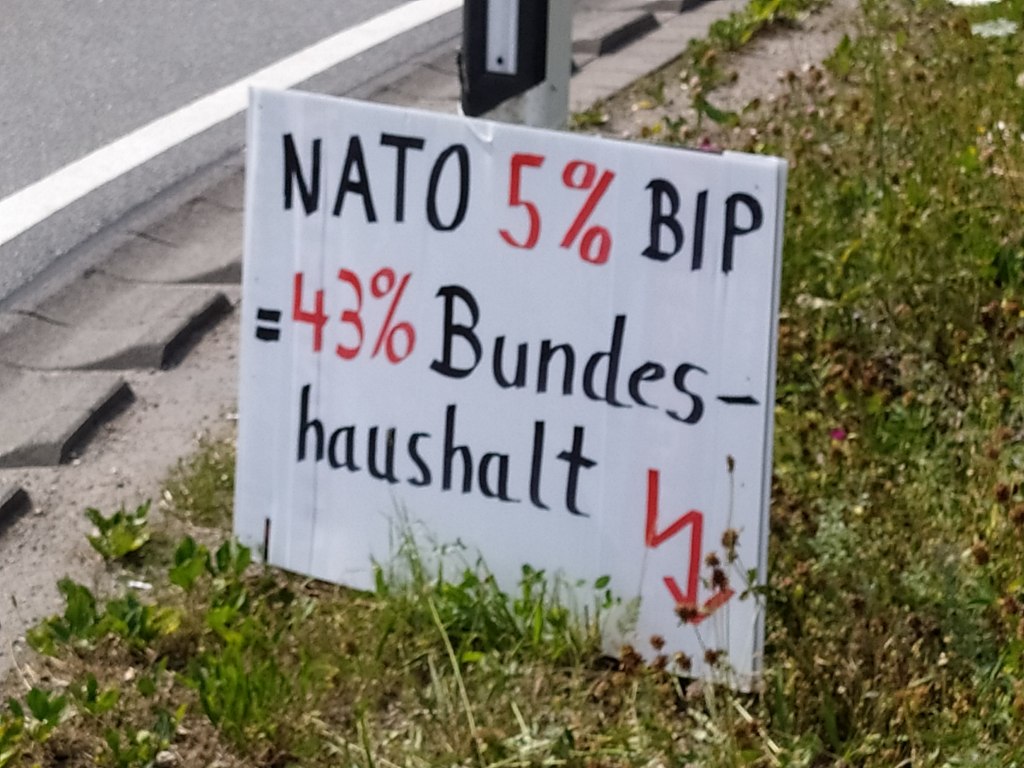 NATO 5% BIP
= 43% Bundes-
haushalt